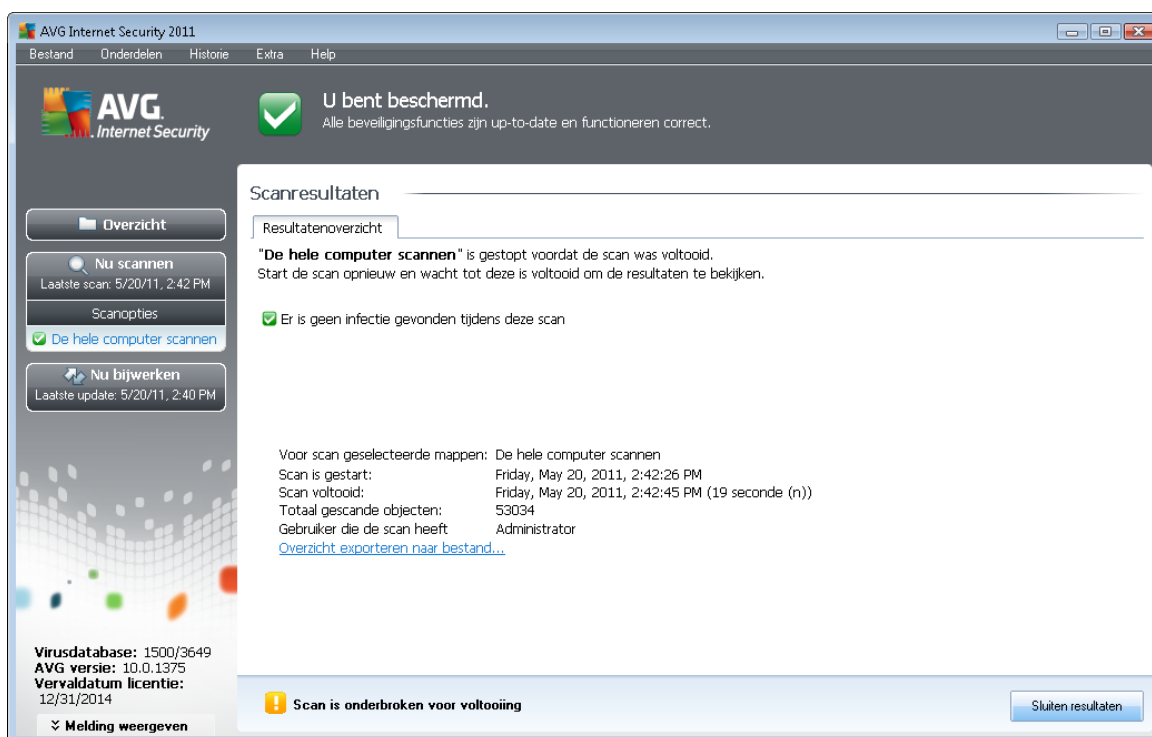 AVG Internet Security 2011
Bestand Onderdelen Historie Extra Help
AVG.
Internet Security
U bent beschermd.
Alle beveiligingsfuncties zijn up-to-date en functioneren correct.
Overzicht
Nu scannen
Laatste scan: 5/20/11, 2:42 PM
Scanopties
De hele computer scannen
Nu bijwerken
Laatste update: 5/20/11, 2:40 PM
Scanresultaten
Resultatenoverzicht
"De hele computer scannen" is gestopt voordat de scan was voltooid.
Start de scan opnieuw en wacht tot deze is voltooid om de resultaten te bekijken.
Er is geen infectie gevonden tijdens deze scan
Voor scan geselecteerde mappen: De hele computer scannen
Scan is gestart: Friday, May 20, 2011, 2:42:26 PM
Scan voltooid: Friday, May 20, 2011, 2:42:45 PM (19 seconde (n))
Totaal gescande objecten: 53034
Gebruiker die de scan heeft Administrator
Overzicht exporteren naar bestand...
Virusdatabase: 1500/3649
AVG versie: 10.0.1375
Vervaldatum licentie:
12/31/2014
Melding weergeven
Scan is onderbroken voor voltooiing
Sluiten resultaten